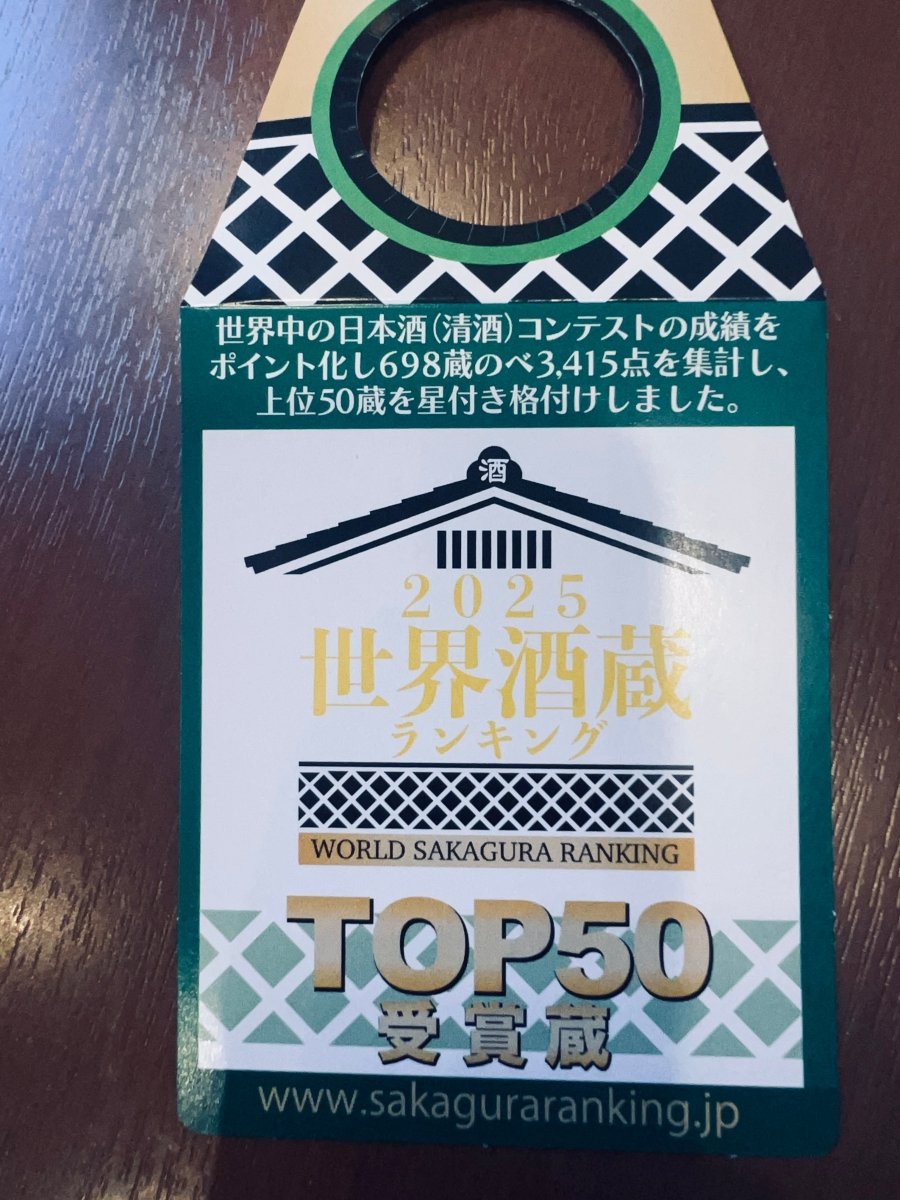 世界中の日本酒(清酒)コンテストの成績を
ポイント化し698蔵のべ3,415点を集計し、
上位50蔵を星付き格付けしました。
酒
2025
世界酒蔵
ランキング
WORLD SAKAGURA RANKING
TOP50
受賞蔵
www.sakaguraranking.jp